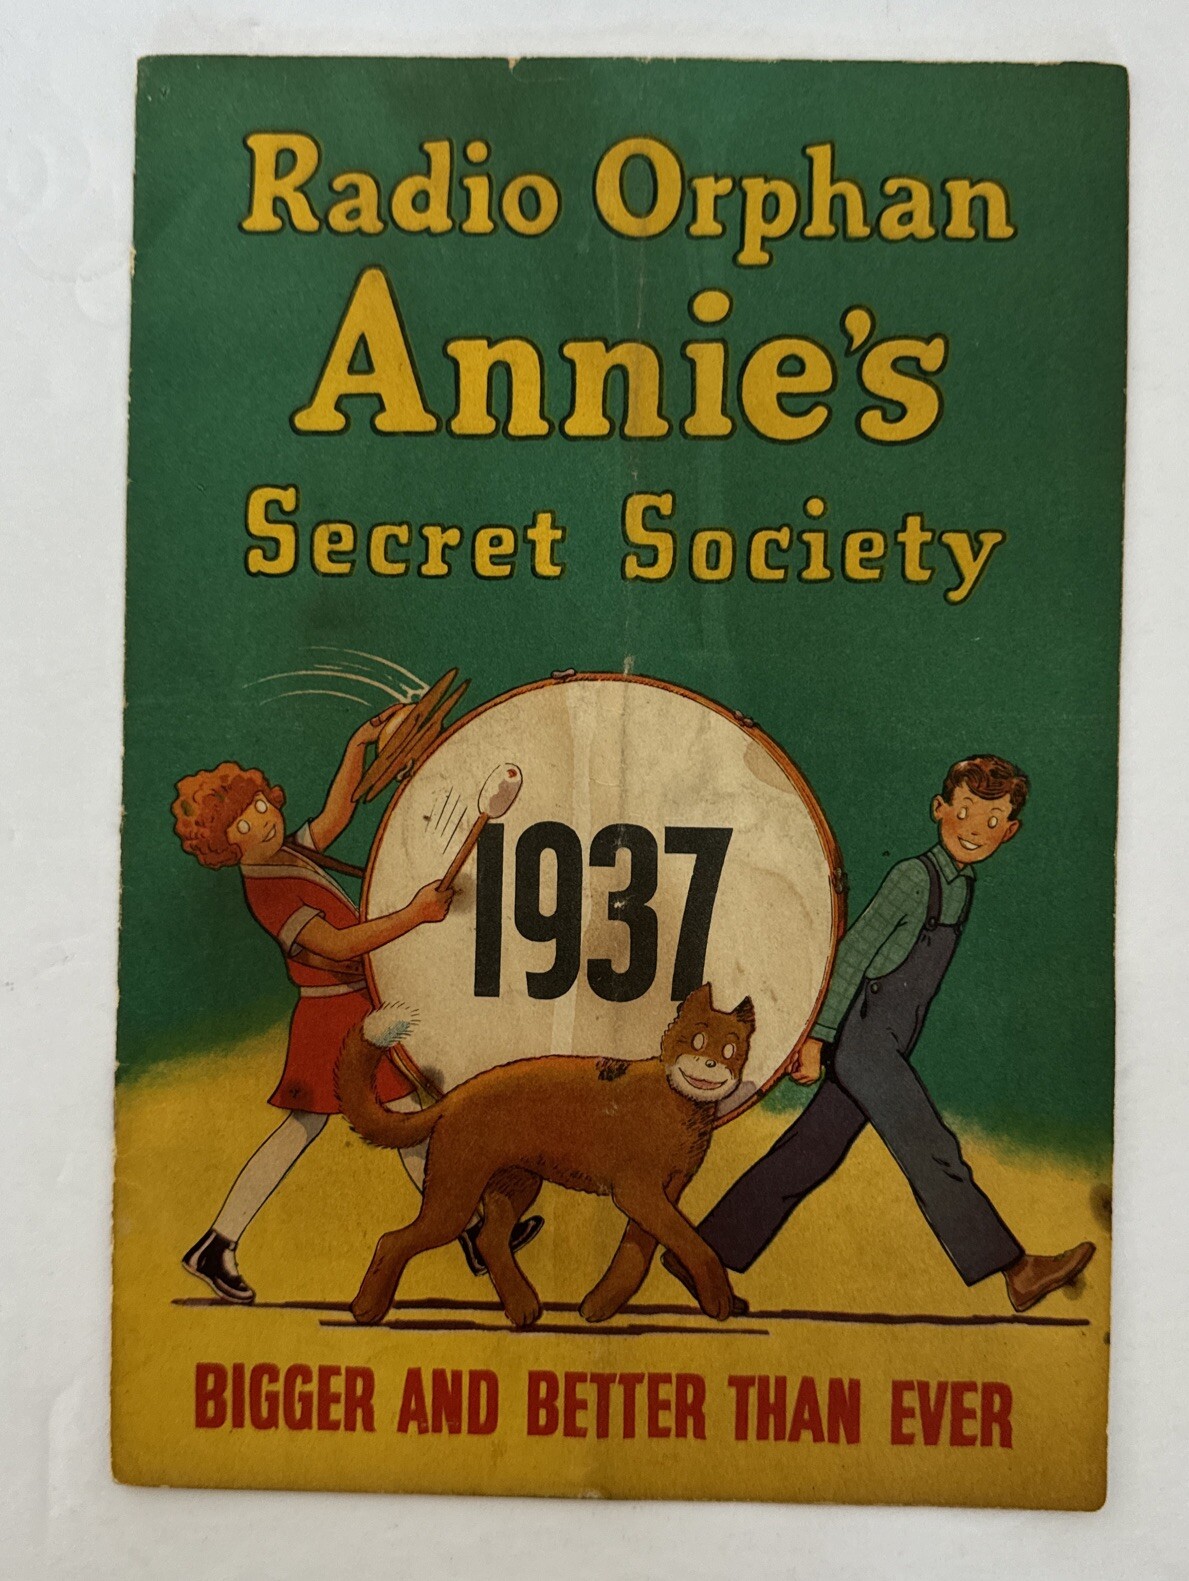 Radio Orphan
Annie's
Secret Society
1937
BIGGER AND BETTER THAN EVER